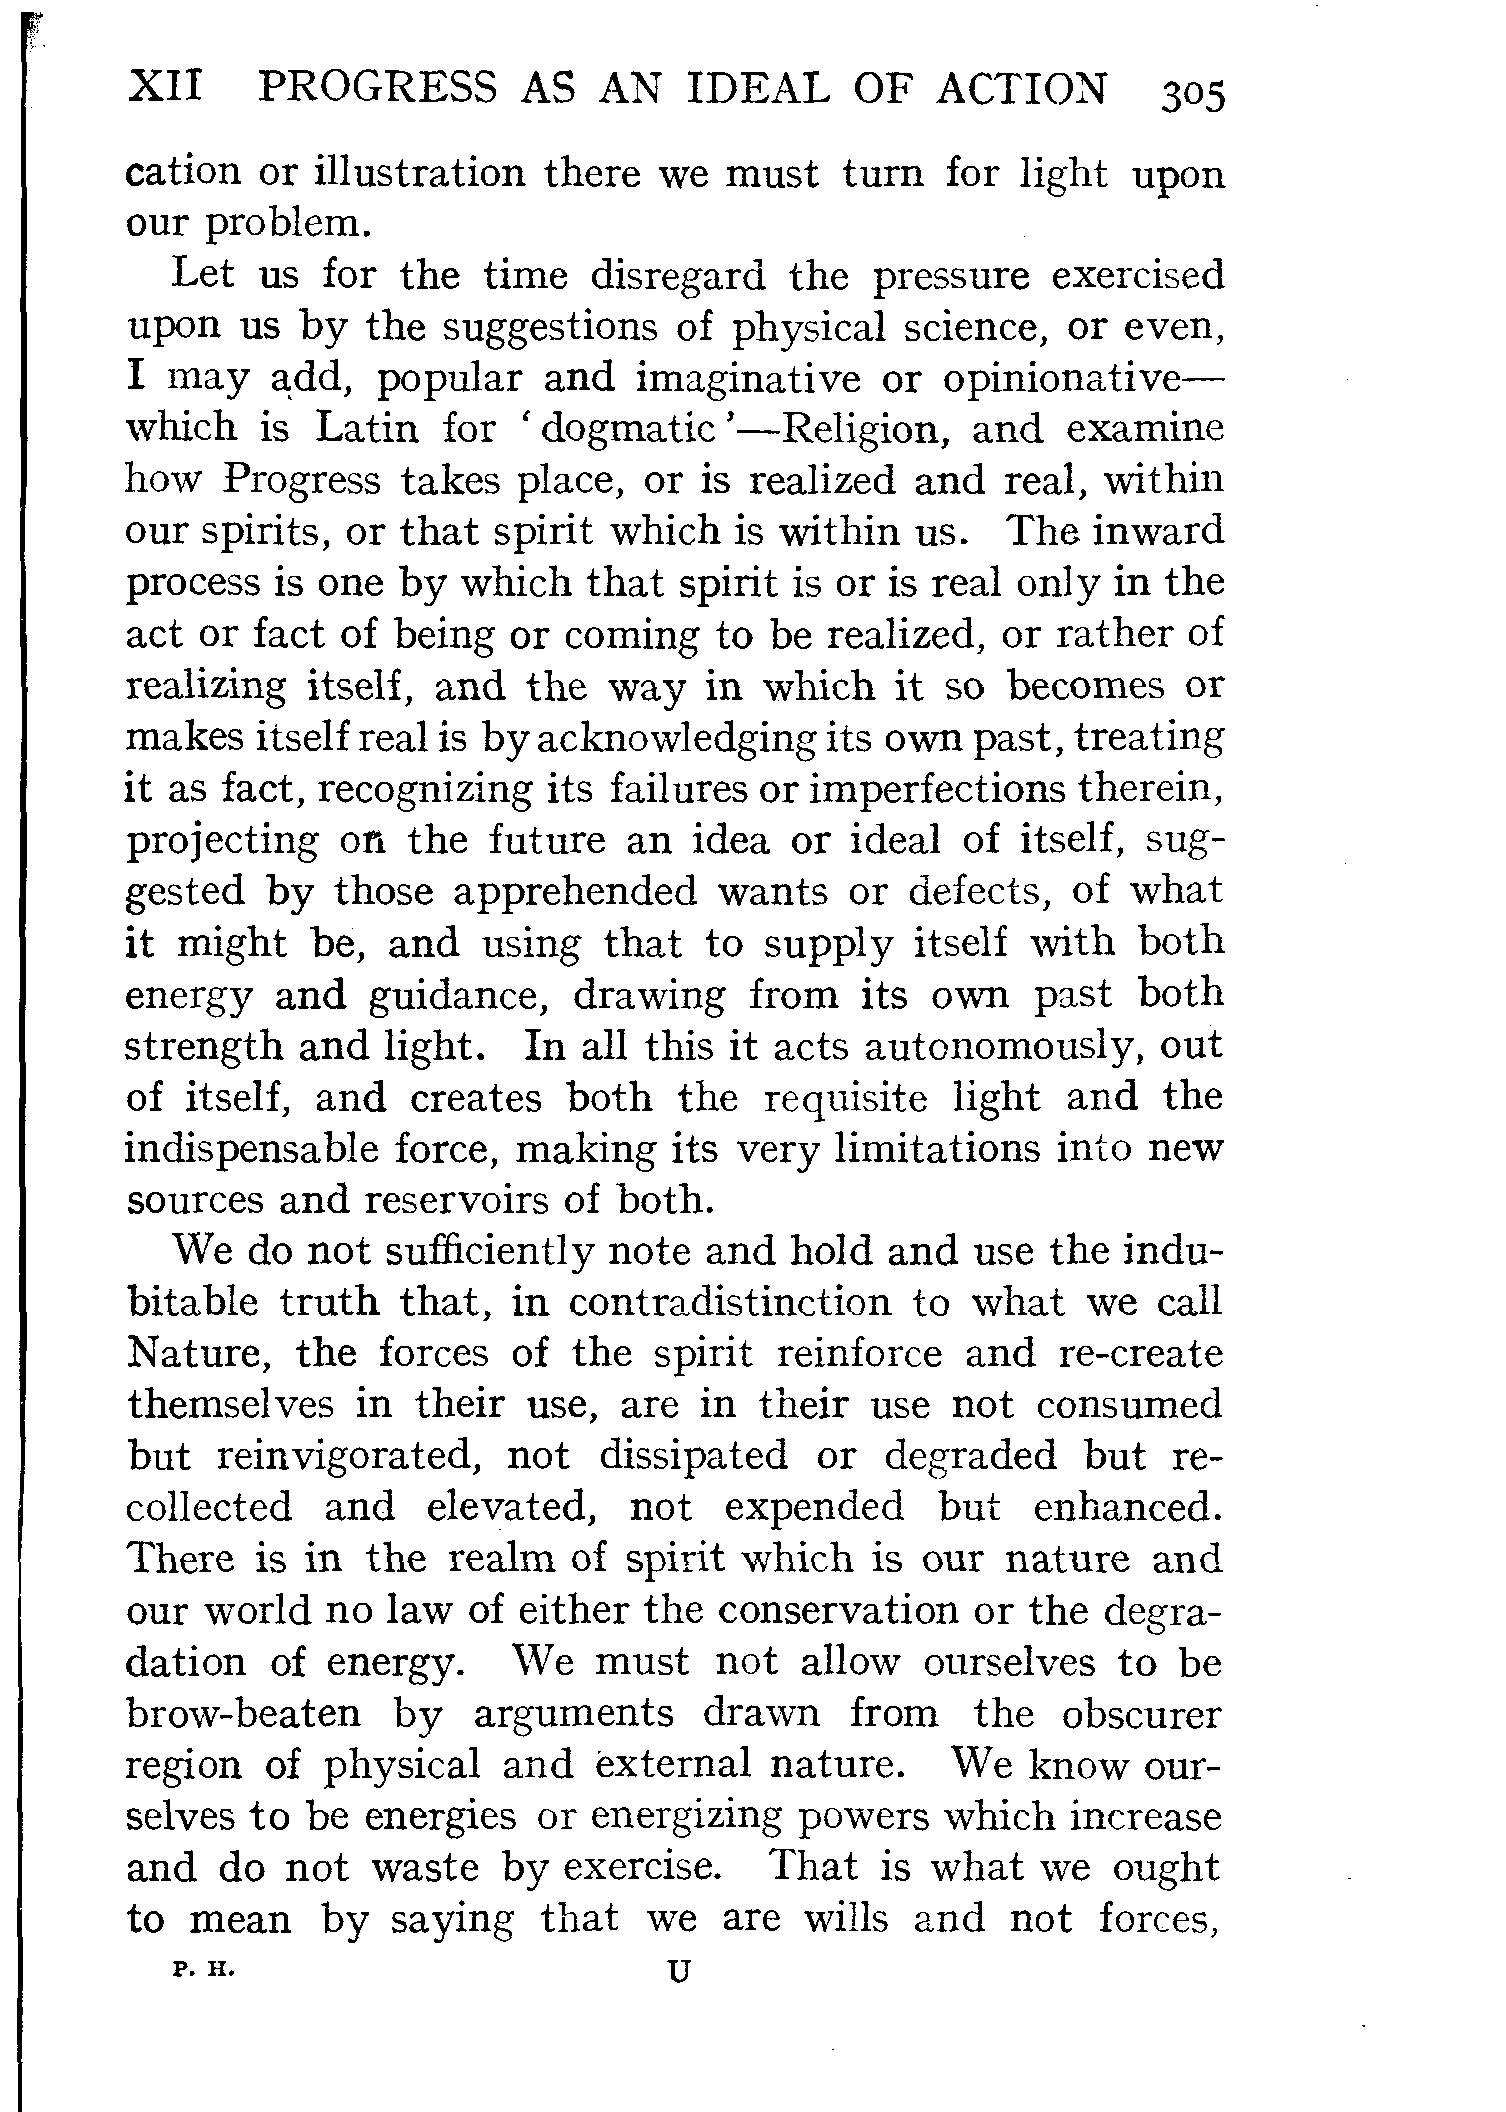 XII PROGRESS AS AN IDEAL OF ACTION 305
cation or illustration there we must turn for light upon
our problem.
Let us for the time disregard the pressure exercised
upon us by the suggestions of physical science, or even,
I may add, popular and imaginative or opinionative—
which is Latin for ‘ dogmatic ’—Religion, and examine
how Progress takes place, or is realized and real, within
our spirits, or that spirit which is within us. The inward
process is one by which that spirit is or is real only in the
act or fact of being or coming to be realized, or rather of
realizing itself, and the way in which it so becomes or
makes itself real is by acknowledging its own past, treating
it as fact, recognizing its failures or imperfections therein,
projecting on the future an idea or ideal of itself, sug-
gested by those apprehended wants or defects, of what
it might be, and using that to supply itself with both
energy and guidance, drawing from its own past both
strength and light. In all this it acts autonomously, out
of itself, and creates both the requisite light and the
indispensable force, making its very limitations into new
sources and reservoirs of both.
We do not sufficiently note and hold and use the indu-
bitable truth that, in contradistinction to what we call
Nature, the forces of the spirit reinforce and re-create
themselves in their use, are in their use not consumed
but reinvigorated, not dissipated or degraded but re-
collected and elevated, not expended but enhanced.
There is in the realm of spirit which is our nature and
our world no law of either the conservation or the degra-
dation of energy. We must not allow ourselves to be
brow-beaten by arguments drawn from the obscurer
region of physical and external nature. We know our-
selves to be energies or energizing powers which increase
and do not waste by exercise. That is what we ought
to mean by saying that we are wills and not forces,
P. H. U